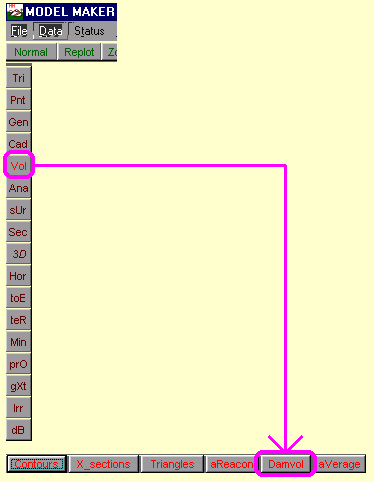 MODEL MAKER
File Data Status
Normal Replot Zo
Tri
Pnt
Gen
Cad
Vol
Ana
sUr
Sec
3D
Hor
toE
teR
Min
prO
gXt
Irr
dB
Contours X_sections Triangles aReacon Damvol aVerage